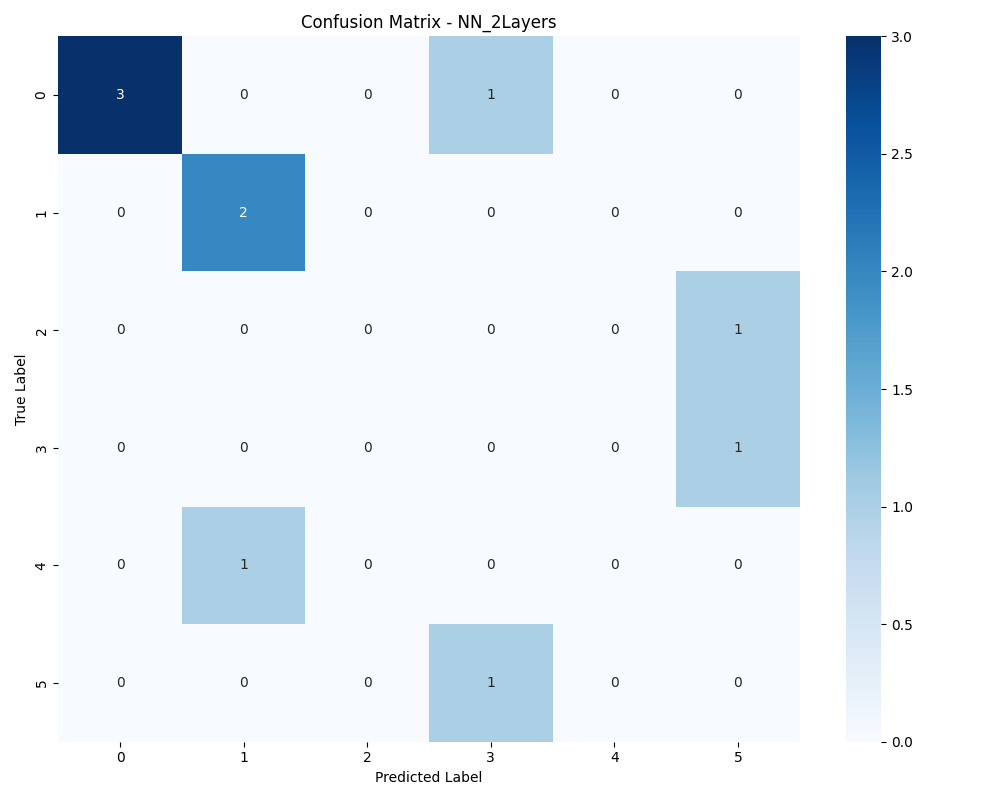 Confusion Matrix - NN_2Layers
0 3 0 0 1 0 0
1 0 2 0 0 0 0
2 0 0 0 0 0 1
3 0 0 0 0 0 1
4 0 1 0 0 0 0
5 0 0 0 1 0 0
0 1 2 3 4 5
True Label
Predicted Label
3.0
2.5
2.0
1.5
1.0
0.5
0.0